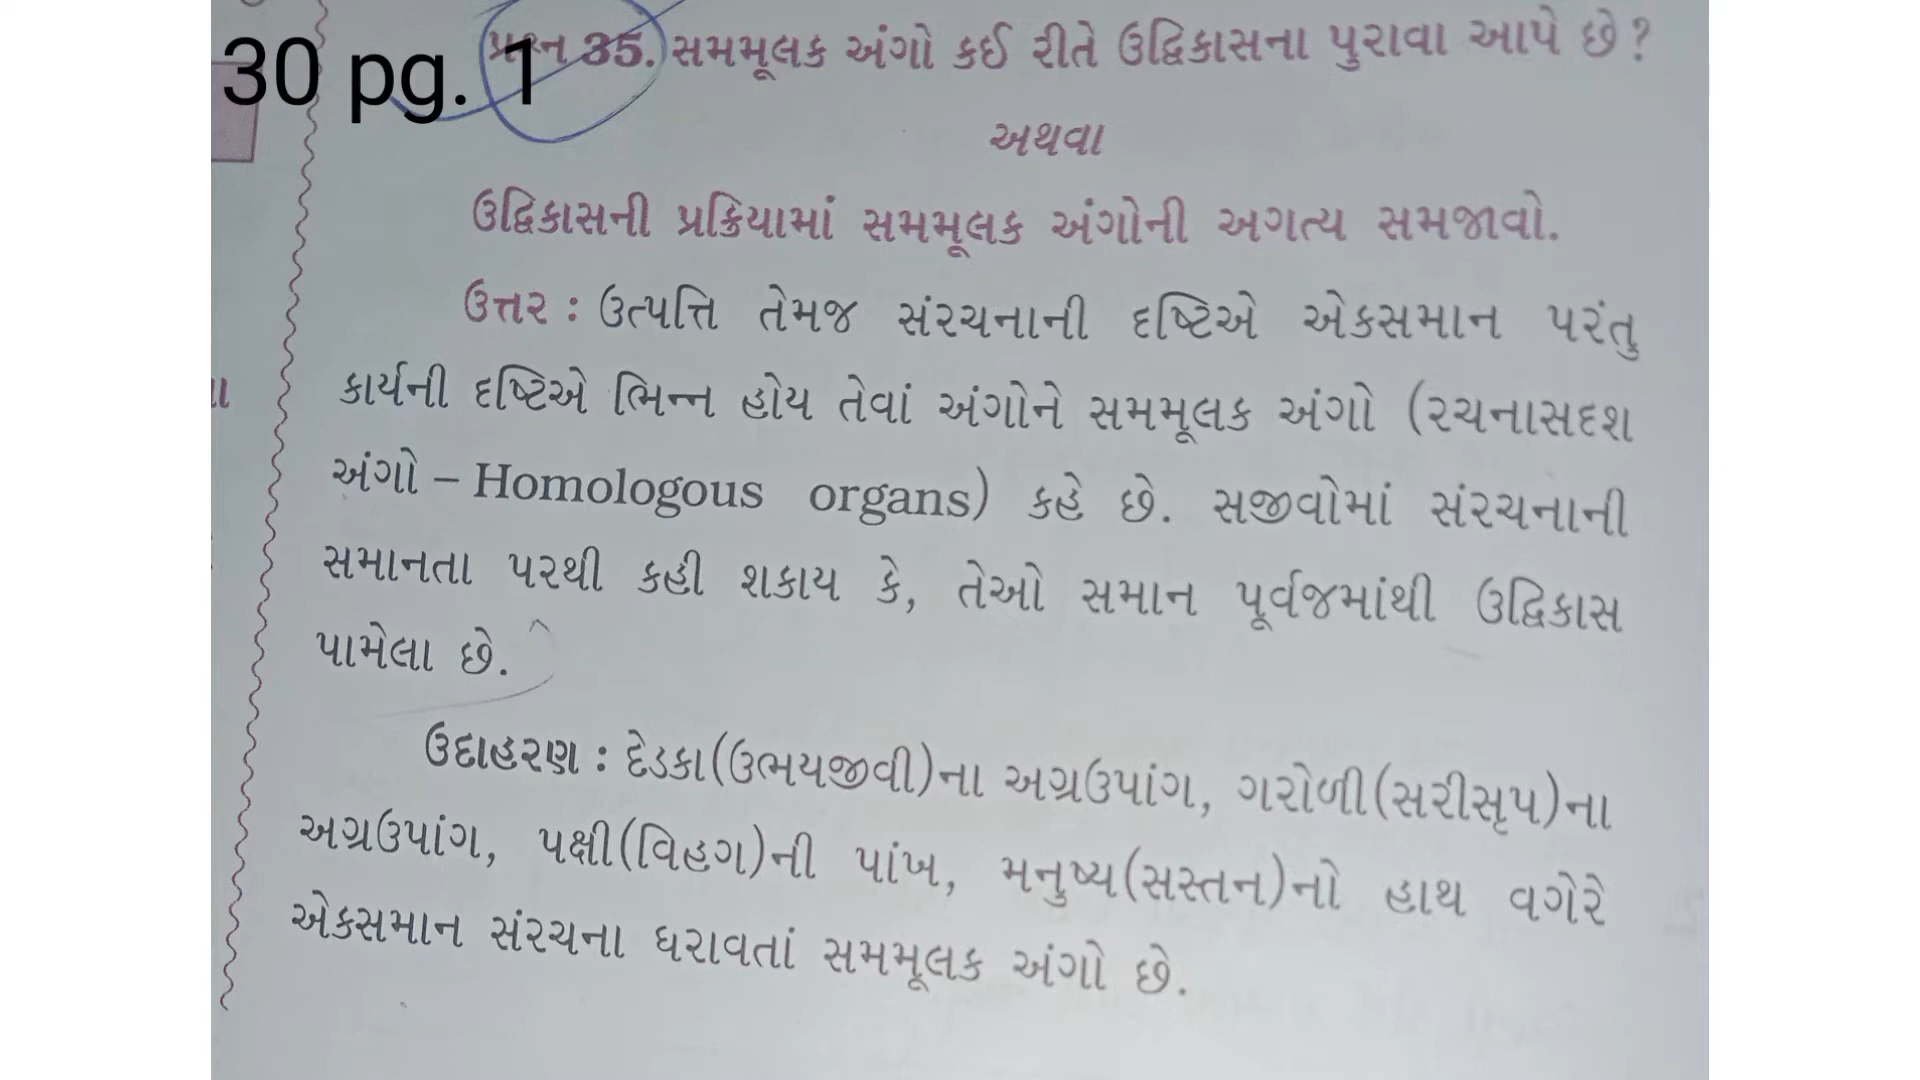 30 pg. 1
પ્રશ્ન 35. સમમૂલક અંગો કઈ રીતે ઉદ્વિકાસના પુરાવા આપે છે?
અથવા
ઉદ્વિકાસની પ્રક્રિયામાં સમમૂલક અંગોની અગત્ય સમજાવો.
ઉત્તર : ઉત્પત્તિ તેમજ સંરચનાની દૃષ્ટિએ એકસમાન પરંતુ
કાર્યની દૃષ્ટિએ ભિન્ન હોય તેવાં અંગોને સમમૂલક અંગો (રચનાસદૃશ
અંગો – Homologous organs) કહે છે. સજીવોમાં સંરચનાની
સમાનતા પરથી કહી શકાય કે, તેઓ સમાન પૂર્વજમાંથી ઉદ્વિકાસ
પામેલા છે.
ઉદાહરણ : દેડકા(ઉભયજીવી)ના અગ્રઉપાંગ, ગરોળી(સરીસૃપ)ના
અગ્રઉપાંગ, પક્ષી(વિહગ)ની પાંખ, મનુષ્ય(સસ્તન)નો હાથ વગેરે
એકસમાન સંરચના ધરાવતાં સમમૂલક અંગો છે.